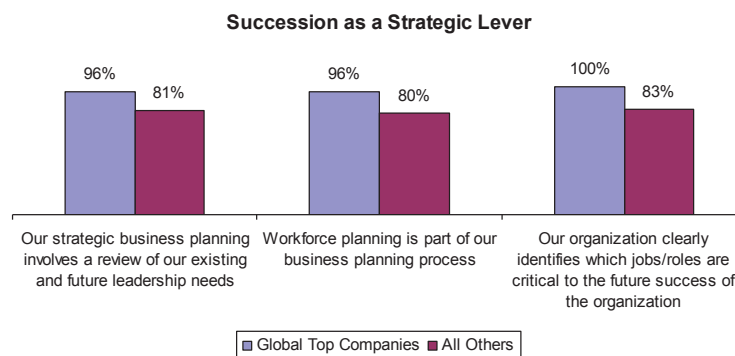 Succession as a Strategic Lever
96%
81%
96%
80%
100%
83%
Our strategic business planning
involves a review of our existing
and future leadership needs
Workforce planning is part of our
business planning process
Our organization clearly
identifies which jobs/roles are
critical to the future success of
the organization
Global Top Companies
All Others